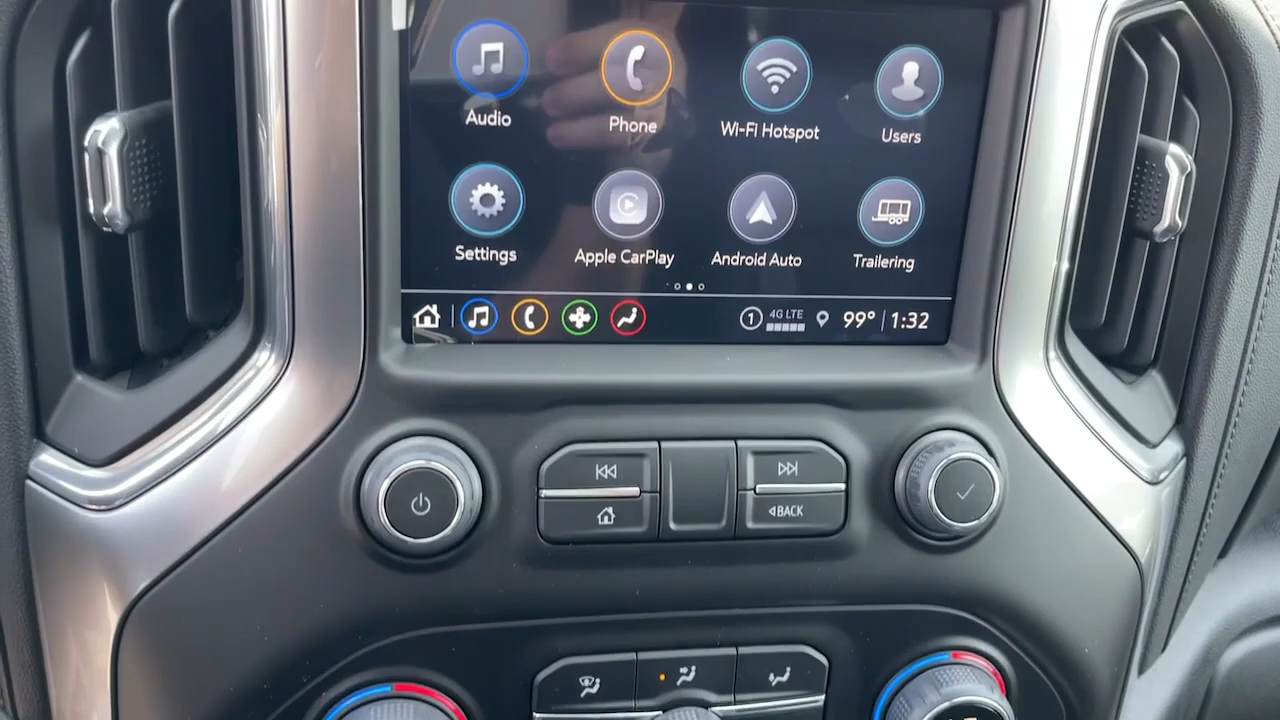 Audio
Phone
Wi-Fi Hotspot
Users
Settings
Apple CarPlay
Android Auto
Trailering
1 4G LTE 99° 1:32
BACK